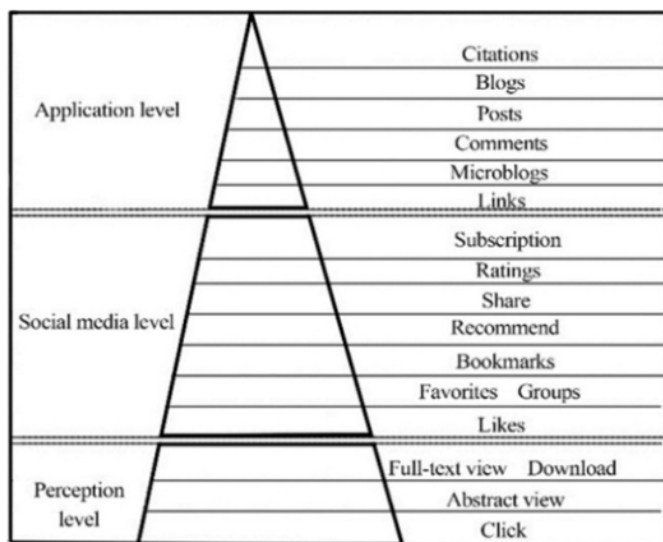 Application level
Citations
Blogs
Posts
Comments
Microblogs
Links
Social media level
Subscription
Ratings
Share
Recommend
Bookmarks
Favorites Groups
Likes
Perception
level
Full-text view Download
Abstract view
Click